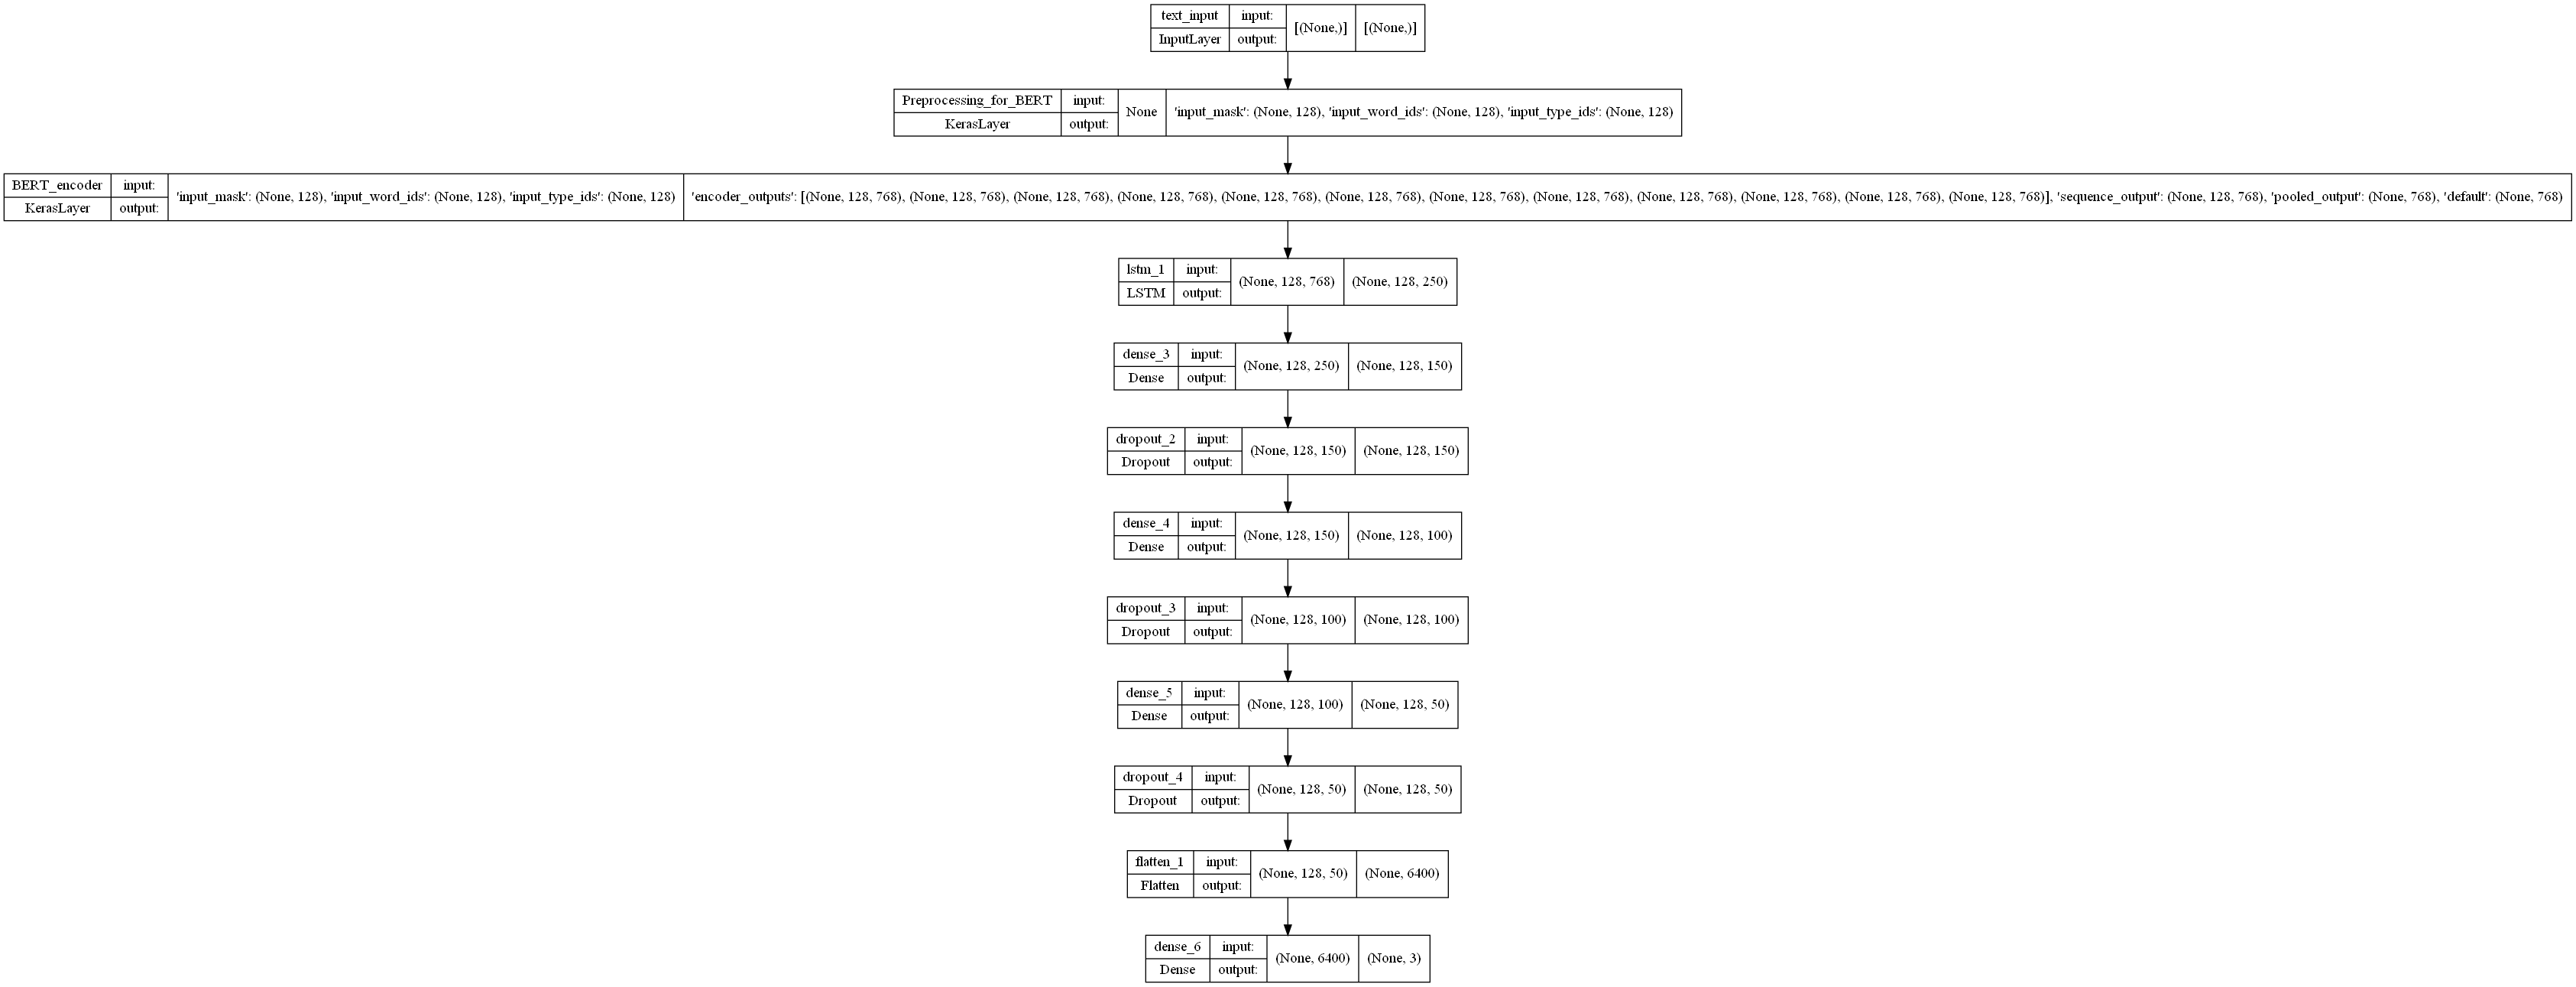 text_input input: [(None,)] [(None,)]
InputLayer output:
Preprocessing_for_BERT input: None 'input_mask': (None, 128), 'input_word_ids': (None, 128), 'input_type_ids': (None, 128)
KerasLayer output:
BERT_encoder input: 'input_mask': (None, 128), 'input_word_ids': (None, 128), 'input_type_ids': (None, 128) 'encoder_outputs': [(None, 128, 768), (None, 128, 768), (None, 128, 768), (None, 128, 768), (None, 128, 768), (None, 128, 768), (None, 128, 768), (None, 128, 768), (None, 128, 768), (None, 128, 768), (None, 128, 768), (None, 128, 768)], 'sequence_output': (None, 128, 768), 'pooled_output': (None, 768), 'default': (None, 768)
KerasLayer output:
lstm_1 input: (None, 128, 768) (None, 128, 250)
LSTM output:
dense_3 input: (None, 128, 250) (None, 128, 150)
Dense output:
dropout_2 input: (None, 128, 150) (None, 128, 150)
Dropout output:
dense_4 input: (None, 128, 150) (None, 128, 100)
Dense output:
dropout_3 input: (None, 128, 100) (None, 128, 100)
Dropout output:
dense_5 input: (None, 128, 100) (None, 128, 50)
Dense output:
dropout_4 input: (None, 128, 50) (None, 128, 50)
Dropout output:
flatten_1 input: (None, 128, 50) (None, 6400)
Flatten output:
dense_6 input: (None, 6400) (None, 3)
Dense output: